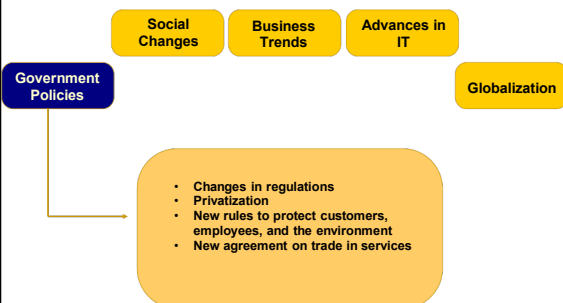 Social
Changes
Business
Trends
Advances in
IT
Government
Policies
Globalization
• Changes in regulations
• Privatization
• New rules to protect customers,
employees, and the environment
• New agreement on trade in services